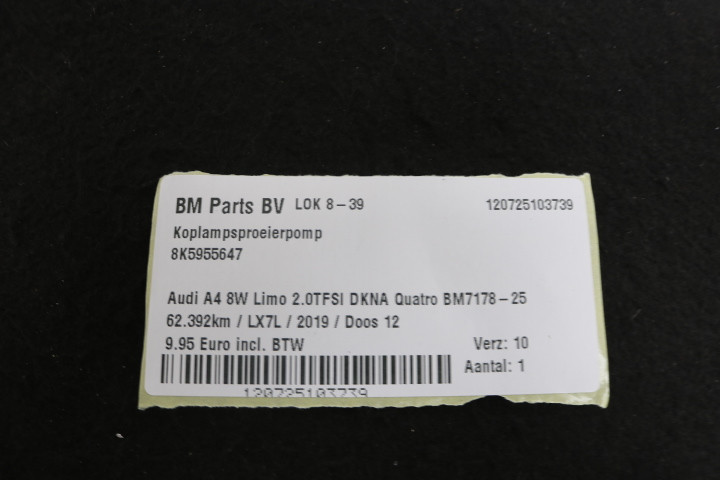 BM Parts BV LOK 8-39 120725103739
Koplampsproeierpomp
8K5955647
Audi A4 8W Limo 2.0TFSI DKNA Quatro BM7178-25
62.392km / LX7L / 2019 / Doos 12
9.95 Euro incl. BTW Verz: 10
Aantal: 1
120725103739